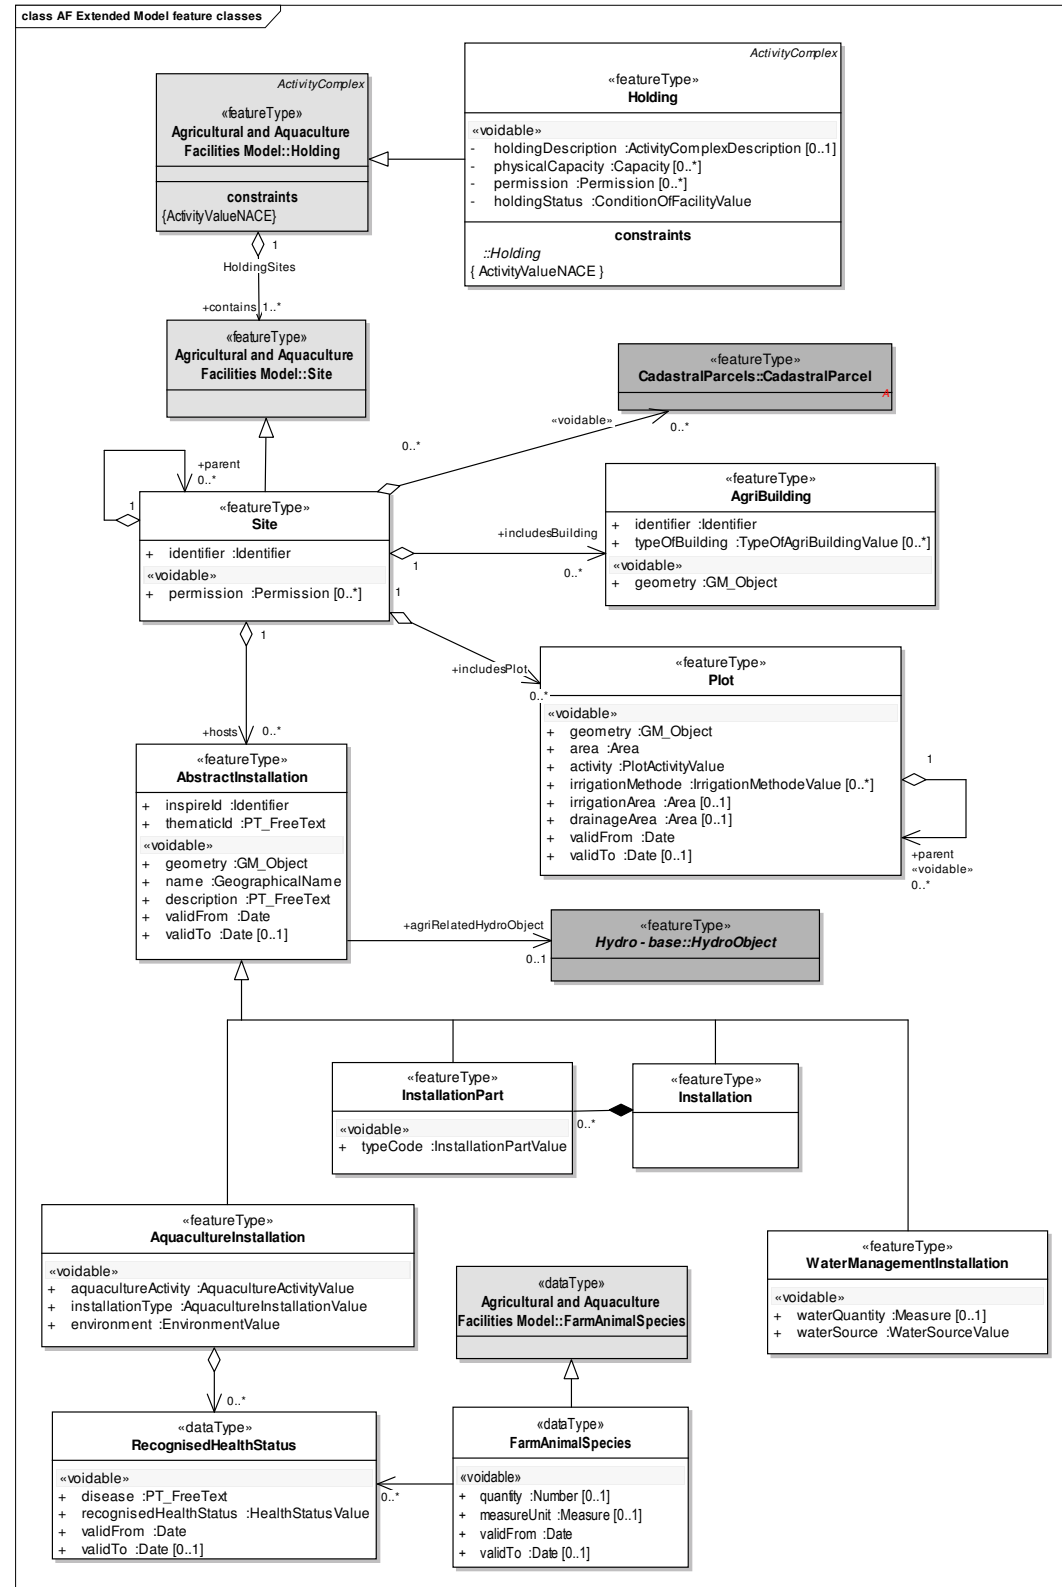 class AF Extended Model feature classes
ActivityComplex
«featureType»
Agricultural and Aquaculture
Facilities Model::Holding
constraints
{ActivityValueNACE}
ActivityComplex
«featureType»
Holding
«voidable»
- holdingDescription :ActivityComplexDescription [0..1]
- physicalCapacity :Capacity [0..*]
- permission :Permission [0..*]
- holdingStatus :ConditionOfFacilityValue
constraints
::Holding
{ ActivityValueNACE }
1
HoldingSites
+contains 1..*
«featureType»
Agricultural and Aquaculture
Facilities Model::Site
«featureType»
CadastralParcels::CadastralParcel
A
«voidable»
0..*
0..*
+parent
0..*
1
«featureType»
Site
+ identifier :Identifier
«voidable»
+ permission :Permission [0..*]
«featureType»
AgriBuilding
+ identifier :Identifier
+ typeOfBuilding :TypeOfAgriBuildingValue [0..*]
«voidable»
+ geometry :GM_Object
+includesBuilding
1
0..*
1
+includesPlot
0..*
«featureType»
Plot
«voidable»
+ geometry :GM_Object
+ area :Area
+ activity :PlotActivityValue
+ irrigationMethode :IrrigationMethodeValue [0..*]
+ irrigationArea :Area [0..1]
+ drainageArea :Area [0..1]
+ validFrom :Date
+ validTo :Date [0..1]
1
+parent
«voidable»
0..*
1
+hosts 0..*
«featureType»
AbstractInstallation
+ inspireId :Identifier
+ thematicId :PT_FreeText
«voidable»
+ geometry :GM_Object
+ name :GeographicalName
+ description :PT_FreeText
+ validFrom :Date
+ validTo :Date [0..1]
+agriRelatedHydroObject
0..1
«featureType»
Hydro - base::HydroObject
«featureType»
InstallationPart
«voidable»
+ typeCode :InstallationPartValue
0..*
«featureType»
Installation
«featureType»
AquacultureInstallation
«voidable»
+ aquacultureActivity :AquacultureActivityValue
+ installationType :AquacultureInstallationValue
+ environment :EnvironmentValue
«featureType»
WaterManagementInstallation
«voidable»
+ waterQuantity :Measure [0..1]
+ waterSource :WaterSourceValue
«dataType»
Agricultural and Aquaculture
Facilities Model::FarmAnimalSpecies
0..*
«dataType»
RecognisedHealthStatus
«voidable»
+ disease :PT_FreeText
+ recognisedHealthStatus :HealthStatusValue
+ validFrom :Date
+ validTo :Date [0..1]
0..*
«dataType»
FarmAnimalSpecies
«voidable»
+ quantity :Number [0..1]
+ measureUnit :Measure [0..1]
+ validFrom :Date
+ validTo :Date [0..1]